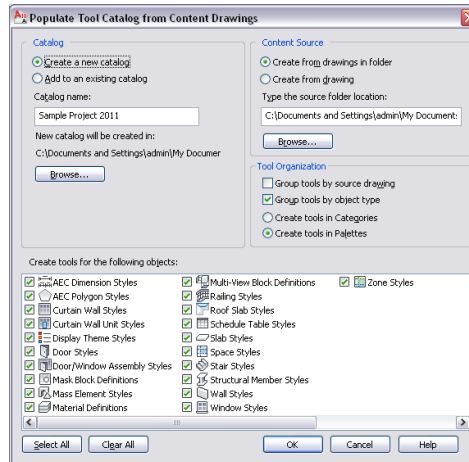 Populate Tool Catalog from Content Drawings
Catalog
Create a new catalog
Add to an existing catalog
Catalog name:
Sample Project 2011
New catalog will be created in:
C:\Documents and Settings\admin\My Documer
Browse...
Content Source
Create from drawings in folder
Create from drawing
Type the source folder location:
C:\Documents and Settings\admin\My Document:
Browse...
Tool Organization
Group tools by source drawing
Group tools by object type
Create tools in Categories
Create tools in Palettes
Create tools for the following objects:
AEC Dimension Styles
AEC Polygon Styles
Curtain Wall Styles
Curtain Wall Unit Styles
Display Theme Styles
Door Styles
Door/Window Assembly Styles
Mask Block Definitions
Mass Element Styles
Material Definitions
Multi-View Block Definitions
Railing Styles
Roof Slab Styles
Schedule Table Styles
Slab Styles
Space Styles
Stair Styles
Structural Member Styles
Wall Styles
Window Styles
Zone Styles
Select All
Clear All
OK
Cancel
Help